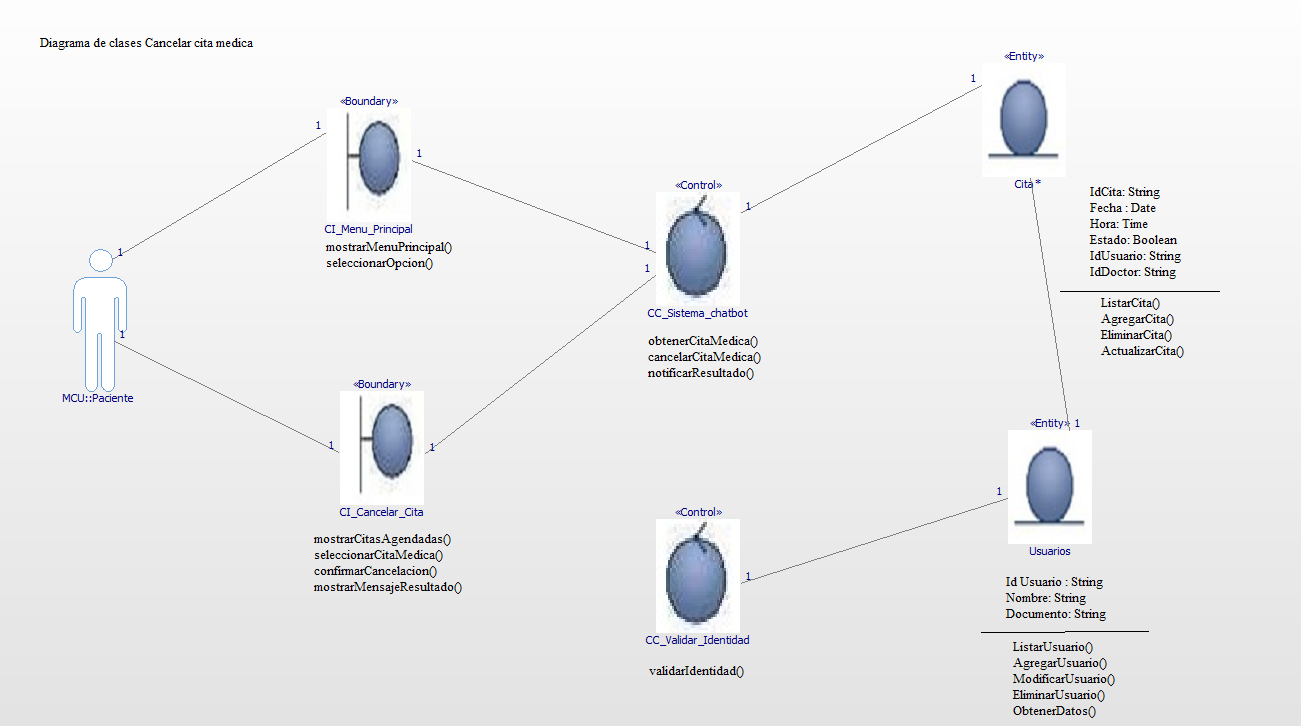 Diagrama de clases Cancelar cita medica
«Boundary»
1
1
CI_Menu_Principal
mostrarMenuPrincipal()
seleccionarOpcion()
1
1
MCU::Paciente
«Boundary»
1
1
CI_Cancelar_Cita
mostrarCitasAgendadas()
seleccionarCitaMedica()
confirmarCancelacion()
mostrarMensajeResultado()
«Control»
1
1
1
CC_Sistema_chatbot
obtenerCitaMedica()
cancelarCitaMedica()
notificarResultado()
«Control»
1
CC_Validar_Identidad
validarIdentidad()
«Entity»
1
Cita *
IdCita: String
Fecha : Date
Hora: Time
Estado: Boolean
IdUsuario: String
IdDoctor: String
ListarCita()
AgregarCita()
EliminarCita()
ActualizarCita()
«Entity» 1
1
Usuarios
Id Usuario : String
Nombre: String
Documento: String
ListarUsuario()
AgregarUsuario()
ModificarUsuario()
EliminarUsuario()
ObtenerDatos()